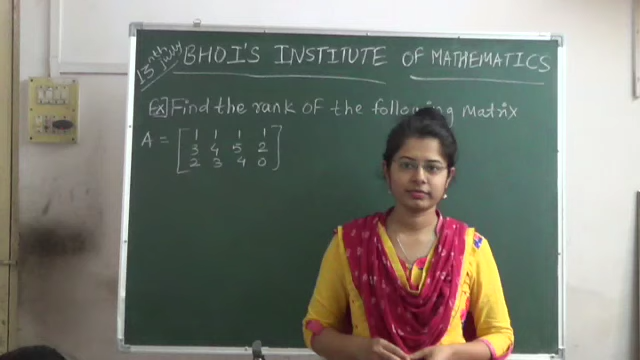 13nth July
BHOI'S INSTITUTE OF MATHEMATICS
Ex] Find the rank of the following Matrix
A = [ 1 1 1 1
3 4 5 2
2 3 4 0 ]